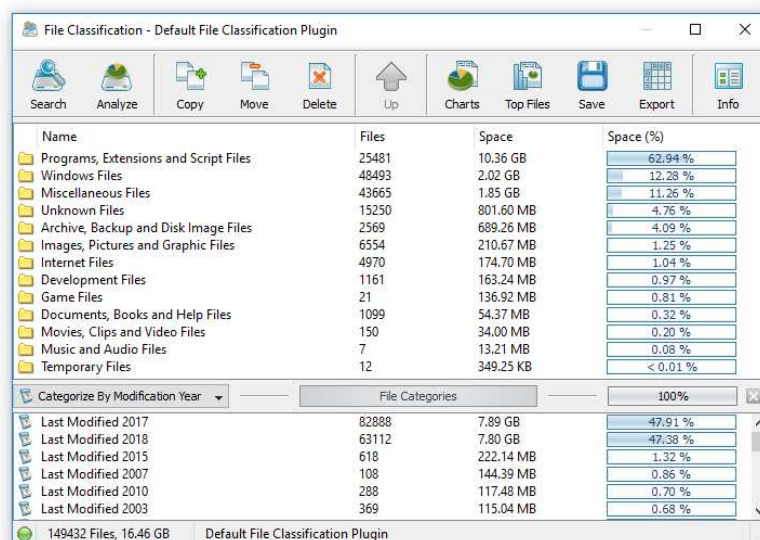 File Classification - Default File Classification Plugin
Search Analyze Copy Move Delete Up Charts Top Files Save Export Info
Name Files Space Space (%)
Programs, Extensions and Script Files 25481 10.36 GB 62.94 %
Windows Files 48493 2.02 GB 12.28 %
Miscellaneous Files 43665 1.85 GB 11.26 %
Unknown Files 15250 801.60 MB 4.76 %
Archive, Backup and Disk Image Files 2569 689.26 MB 4.09 %
Images, Pictures and Graphic Files 6554 210.67 MB 1.25 %
Internet Files 4970 174.70 MB 1.04 %
Development Files 1161 163.24 MB 0.97 %
Game Files 21 136.92 MB 0.81 %
Documents, Books and Help Files 1099 54.37 MB 0.32 %
Movies, Clips and Video Files 150 34.00 MB 0.20 %
Music and Audio Files 7 13.21 MB 0.08 %
Temporary Files 12 349.25 KB < 0.01 %
Categorize By Modification Year File Categories 100%
Last Modified 2017 82888 7.89 GB 47.91 %
Last Modified 2018 63112 7.80 GB 47.38 %
Last Modified 2015 618 222.14 MB 1.32 %
Last Modified 2007 108 144.39 MB 0.86 %
Last Modified 2010 288 117.48 MB 0.70 %
Last Modified 2003 369 115.04 MB 0.68 %
149432 Files, 16.46 GB Default File Classification Plugin